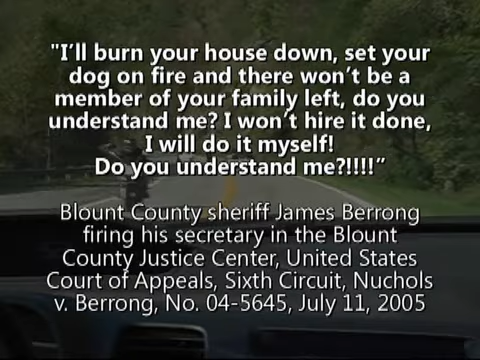 "I'll burn your house down, set your
dog on fire and there won't be a
member of your family left, do you
understand me? I won't hire it done,
I will do it myself!
Do you understand me?!!!!"
Blount County sheriff James Berrong
firing his secretary in the Blount
County Justice Center, United States
Court of Appeals, Sixth Circuit, Nuchols
v. Berrong, No. 04-5645, July 11, 2005